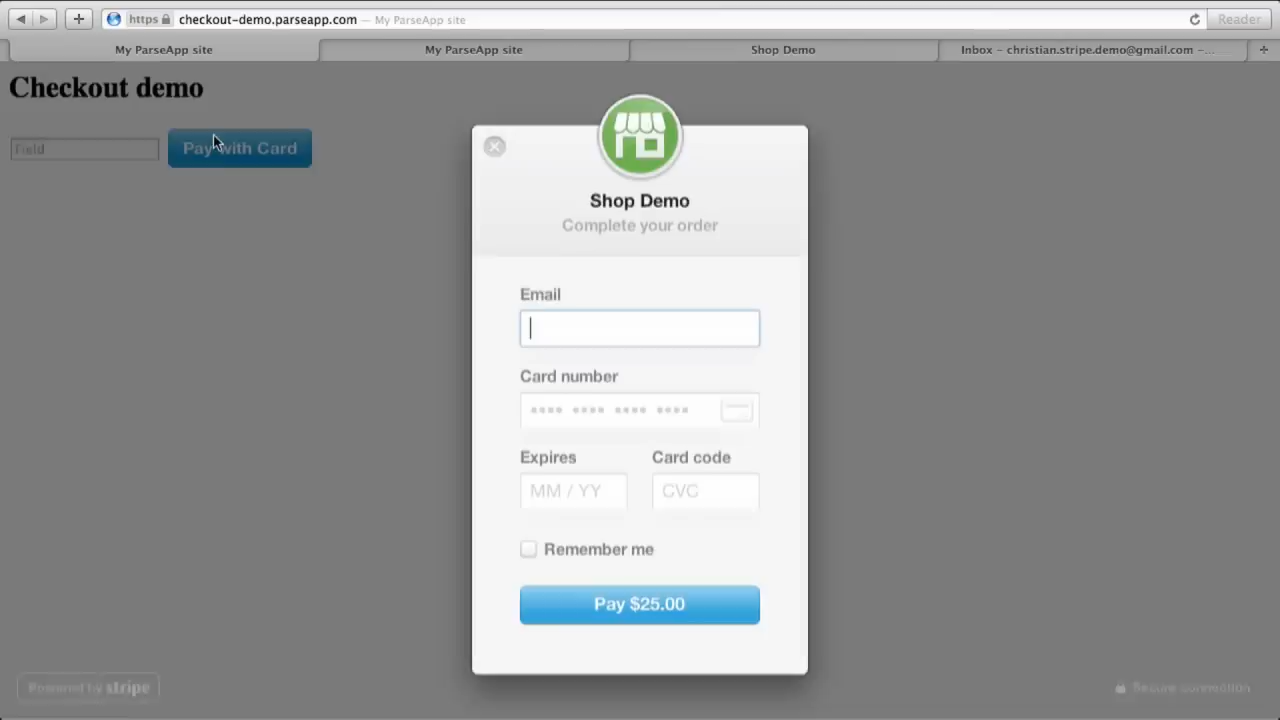 https checkout-demo.parseapp.com — My ParseApp site
Reader
My ParseApp site
My ParseApp site
Shop Demo
Inbox – christian.stripe.demo@gmail.com –...
Checkout demo
Field
Pay with Card
Shop Demo
Complete your order
Email
Card number
Expires
Card code
MM / YY
CVC
Remember me
Pay $25.00
Powered by stripe
Secure connection